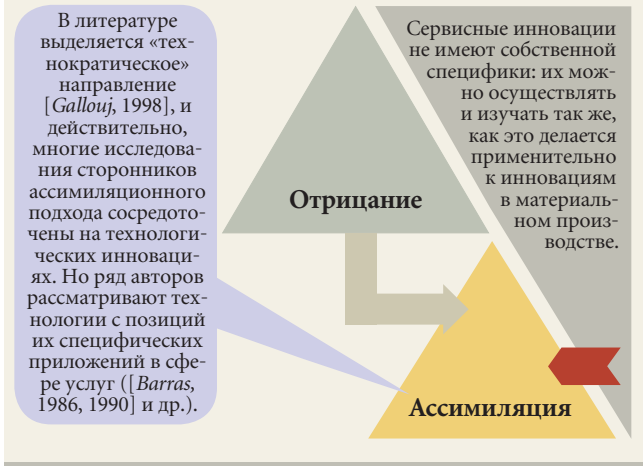 В литературе
выделяется «тех-
нократическое»
направление
[Gallouj, 1998], и
действительно,
многие исследова-
ния сторонников
ассимиляционного
подхода сосредото-
чены на технологи-
ческих инноваци-
ях. Но ряд авторов
рассматривают тех-
нологии с позиций
их специфических
приложений в сфе-
ре услуг ([Barras,
1986, 1990] и др.).
Отрицание
Сервисные инновации
не имеют собственной
специфики: их мож-
но осуществлять
и изучать так же,
как это делается
применительно
к инновациям
в материаль-
ном произ-
водстве.
Ассимиляция